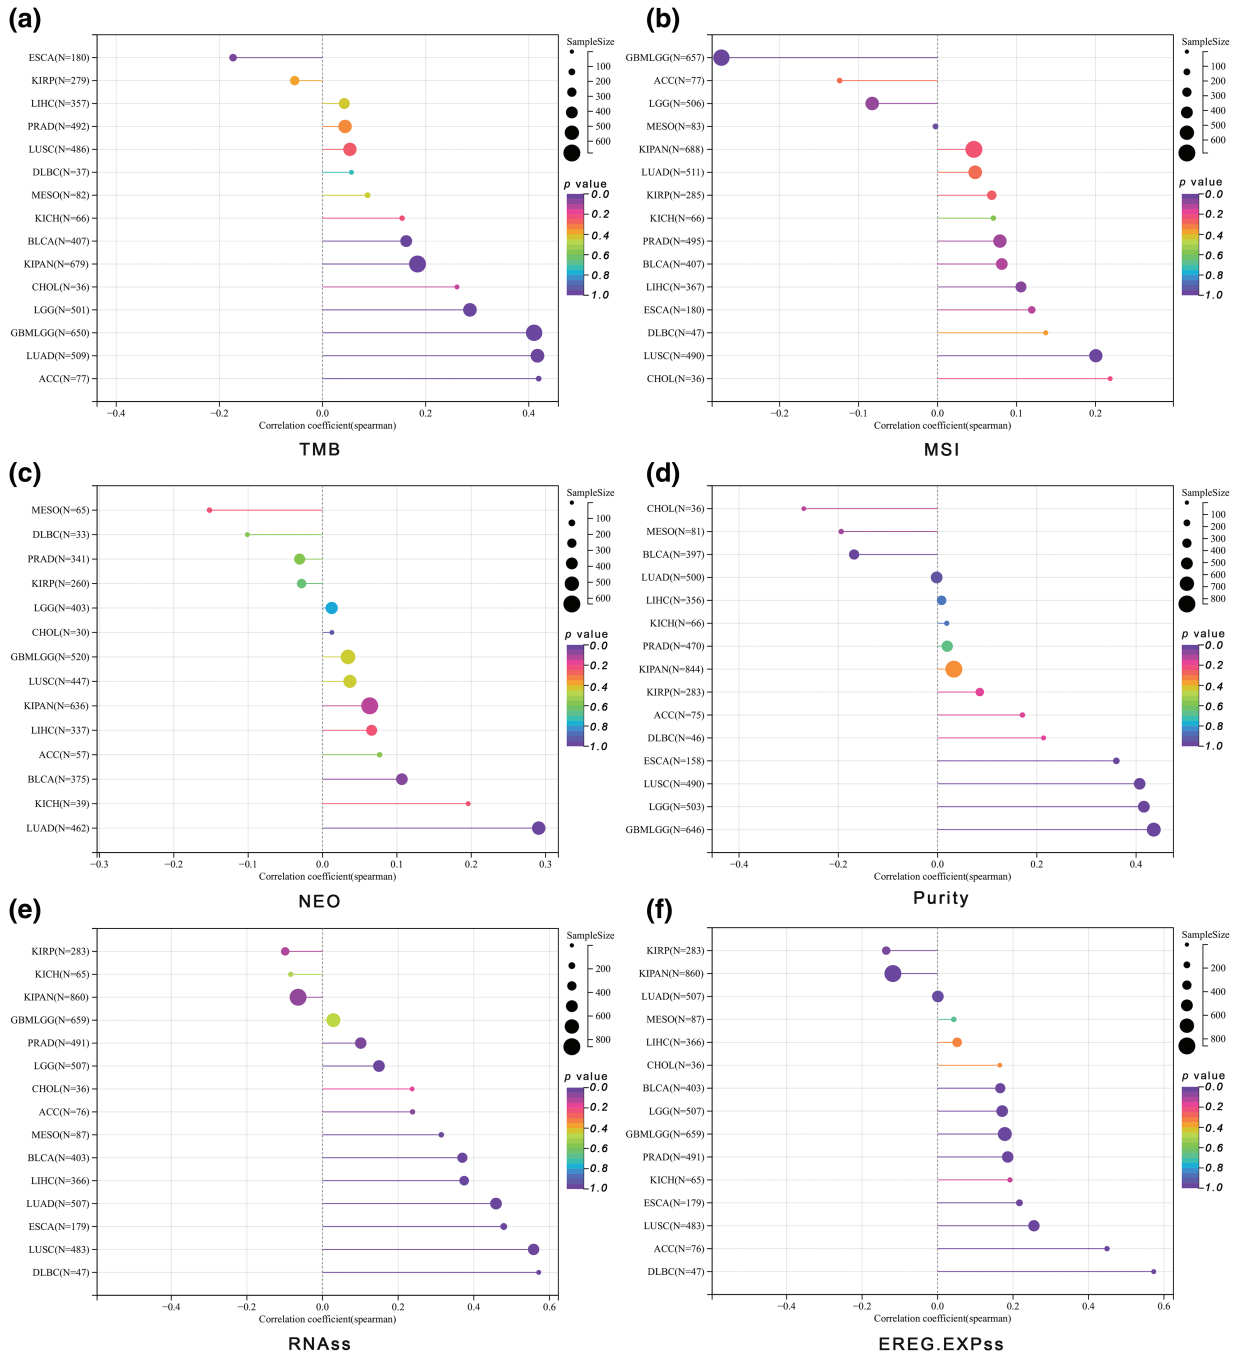 (a)
ESCA(N=180)
KIRP(N=279)
LIHC(N=357)
PRAD(N=492)
LUSC(N=486)
DLBC(N=37)
MESO(N=82)
KICH(N=66)
BLCA(N=407)
KIPAN(N=679)
CHOL(N=36)
LGG(N=501)
GBMLGG(N=650)
LUAD(N=509)
ACC(N=77)
−0.4 −0.2 0.0 0.2 0.4
Correlation coefficient(spearman)
TMB
SampleSize
100
200
300
400
500
600
p value
0.0
0.2
0.4
0.6
0.8
1.0
(b)
GBMLGG(N=657)
ACC(N=77)
LGG(N=506)
MESO(N=83)
KIPAN(N=688)
LUAD(N=511)
KIRP(N=285)
KICH(N=66)
PRAD(N=495)
BLCA(N=407)
LIHC(N=367)
ESCA(N=180)
DLBC(N=47)
LUSC(N=490)
CHOL(N=36)
−0.2 0.0 0.1 0.2
Correlation coefficient(spearman)
MSI
SampleSize
100
200
300
400
500
600
p value
0.0
0.2
0.4
0.6
0.8
1.0
(c)
MESO(N=65)
DLBC(N=33)
PRAD(N=341)
KIRP(N=260)
LGG(N=403)
CHOL(N=30)
GBMLGG(N=520)
LUSC(N=447)
KIPAN(N=636)
LIHC(N=337)
ACC(N=57)
BLCA(N=375)
KICH(N=39)
LUAD(N=462)
−0.3 −0.2 −0.1 0.0 0.1 0.2 0.3
Correlation coefficient(spearman)
NEO
SampleSize
100
200
300
400
500
600
p value
0.0
0.2
0.4
0.6
0.8
1.0
(d)
CHOL(N=36)
MESO(N=81)
BLCA(N=397)
LUAD(N=500)
LIHC(N=356)
KICH(N=66)
PRAD(N=470)
KIPAN(N=844)
KIRP(N=283)
ACC(N=75)
DLBC(N=46)
ESCA(N=158)
LUSC(N=490)
LGG(N=503)
GBMLGG(N=646)
−0.4 −0.2 0.0 0.2 0.4
Correlation coefficient(spearman)
Purity
SampleSize
100
200
300
400
500
600
700
800
p value
0.0
0.2
0.4
0.6
0.8
1.0
(e)
KIRP(N=283)
KICH(N=65)
KIPAN(N=860)
GBMLGG(N=659)
PRAD(N=491)
LGG(N=507)
CHOL(N=36)
ACC(N=76)
MESO(N=87)
BLCA(N=403)
LIHC(N=366)
LUAD(N=507)
ESCA(N=179)
LUSC(N=483)
DLBC(N=47)
−0.4 −0.2 0.0 0.2 0.4 0.6
Correlation coefficient(spearman)
RNAss
SampleSize
200
400
600
800
p value
0.0
0.2
0.4
0.6
0.8
1.0
(f)
KIRP(N=283)
KIPAN(N=860)
LUAD(N=507)
MESO(N=87)
LIHC(N=366)
CHOL(N=36)
BLCA(N=403)
LGG(N=507)
GBMLGG(N=659)
PRAD(N=491)
KICH(N=65)
ESCA(N=179)
LUSC(N=483)
ACC(N=76)
DLBC(N=47)
−0.4 −0.2 0.0 0.2 0.4 0.6
Correlation coefficient(spearman)
EREG.EXPss
SampleSize
200
400
600
800
p value
0.0
0.2
0.4
0.6
0.8
1.0